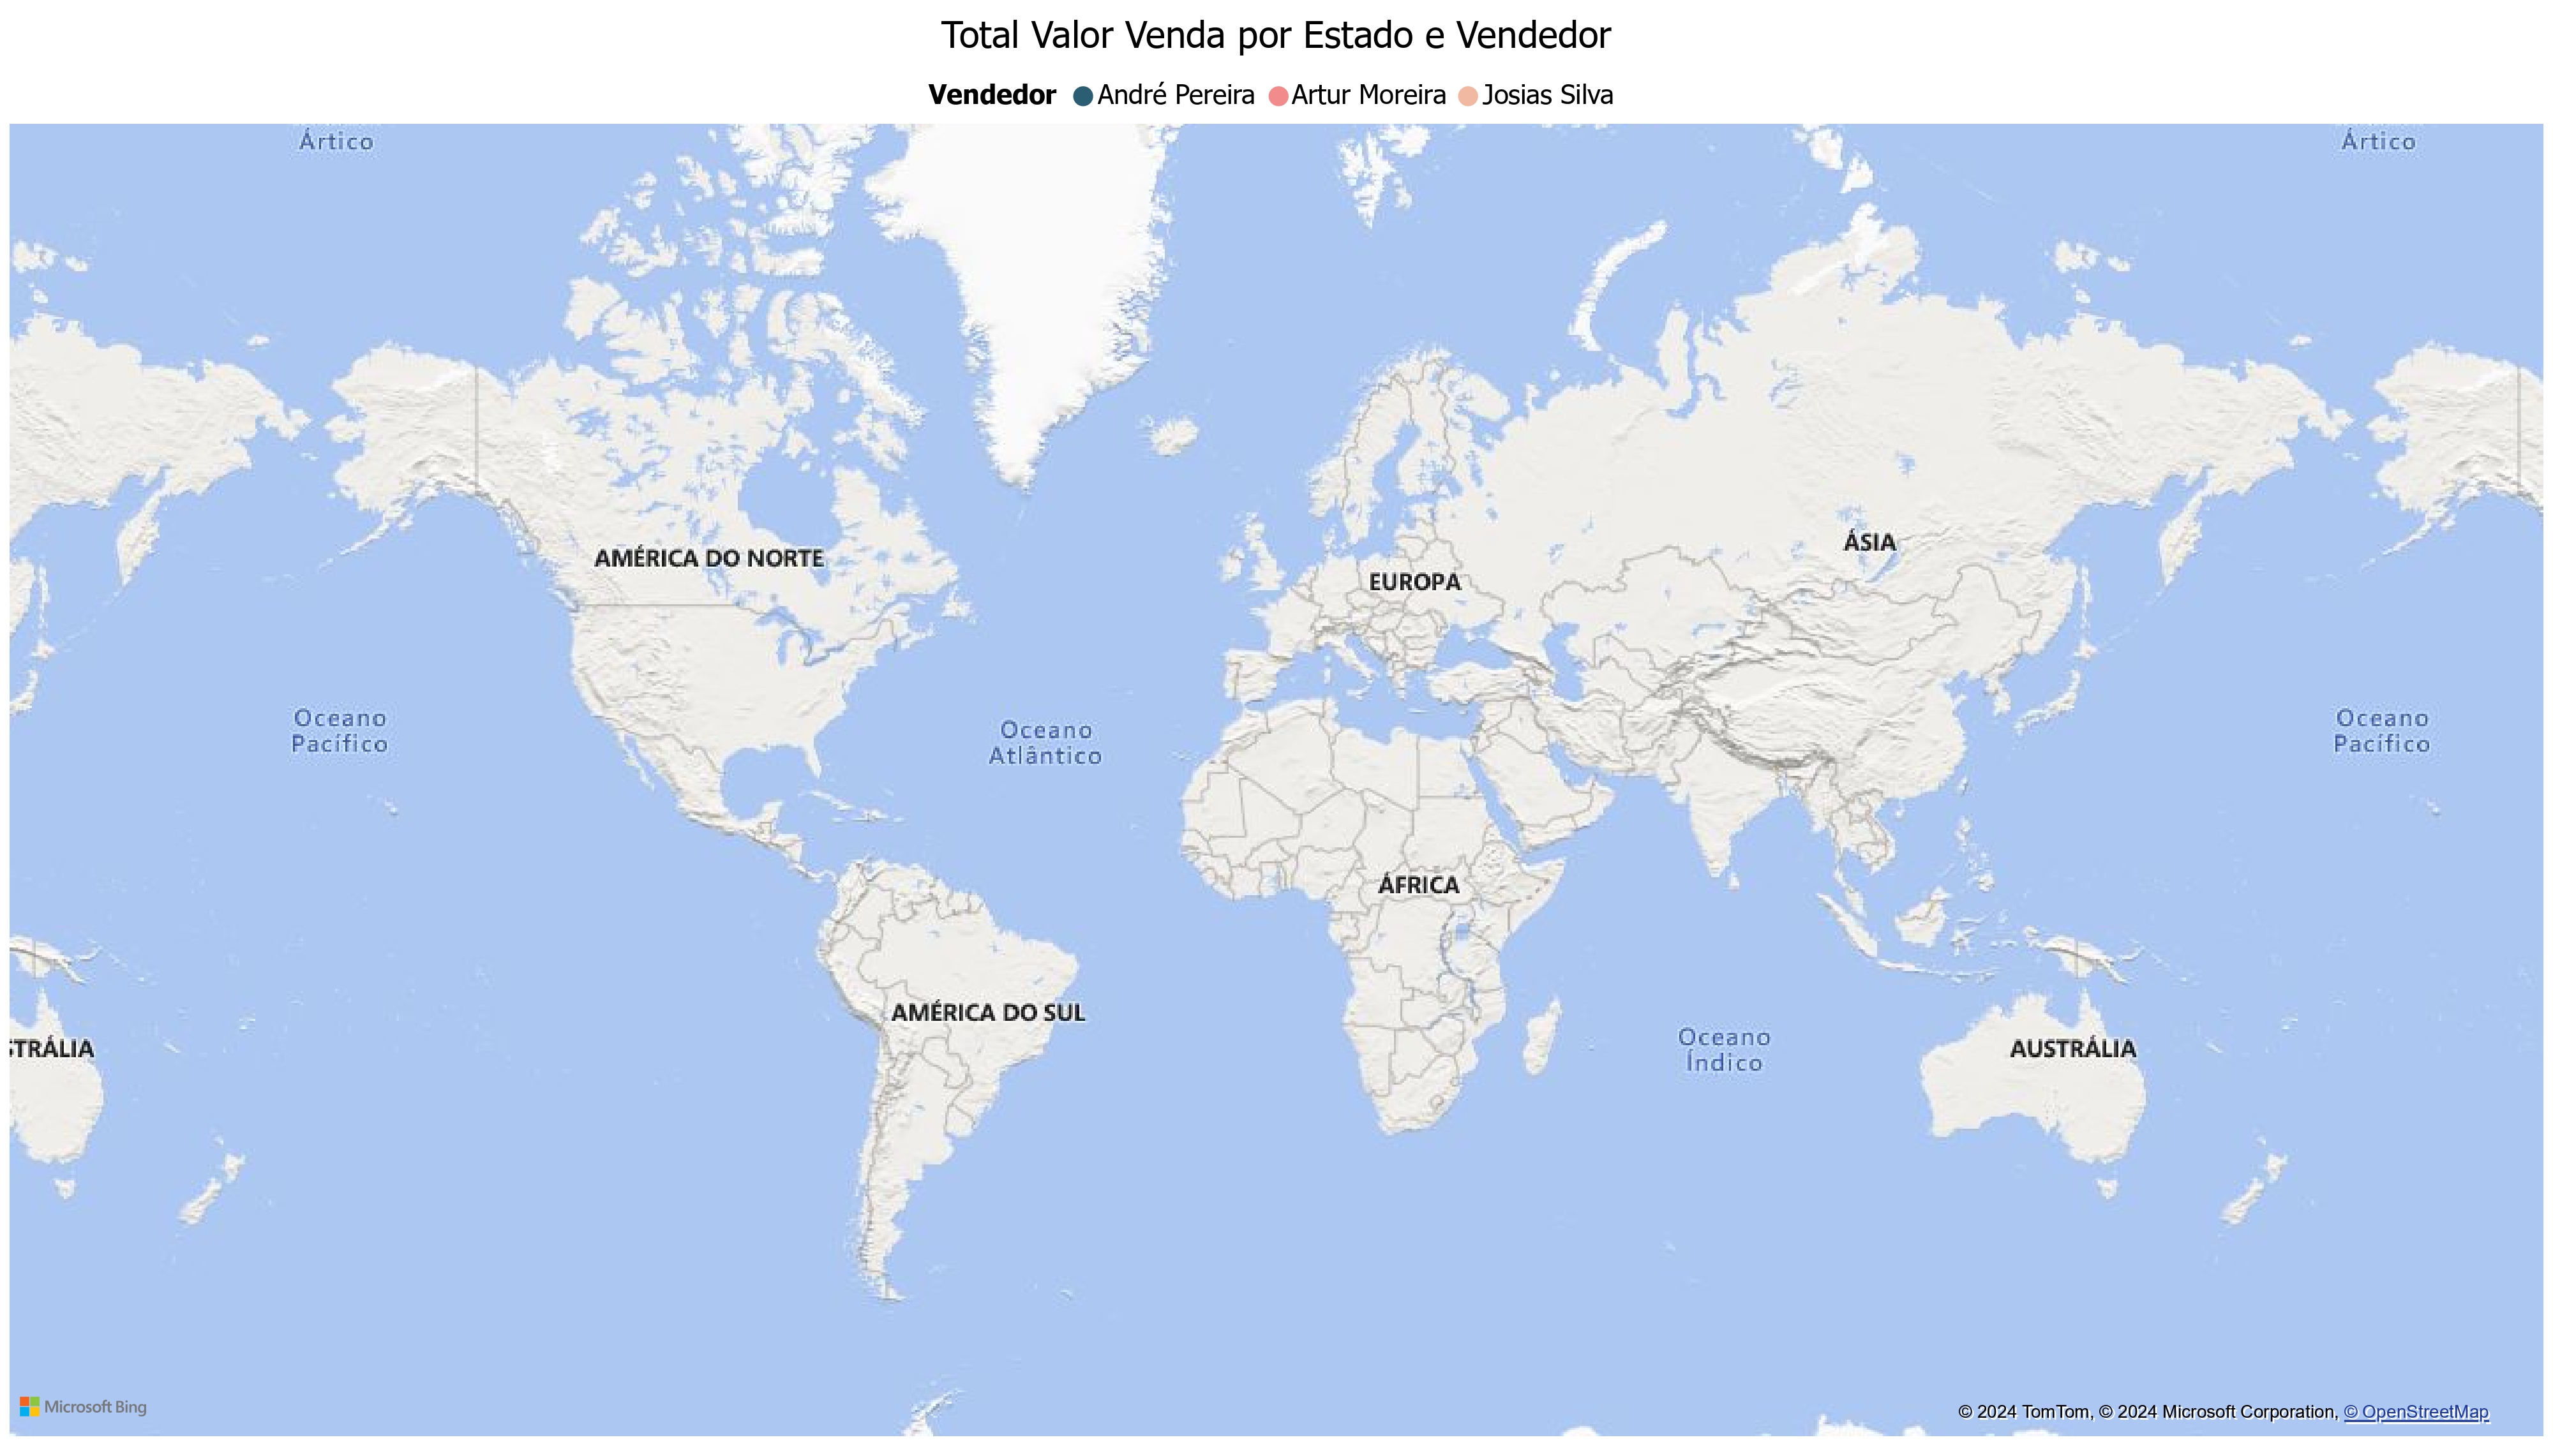 Total Valor Venda por Estado e Vendedor
Vendedor André Pereira Artur Moreira Josias Silva
Ártico
Ártico
AMÉRICA DO NORTE
ÁSIA
EUROPA
Oceano
Pacífico
Oceano
Atlântico
Oceano
Pacífico
ÁFRICA
AMÉRICA DO SUL
STRÁLIA
Oceano
Índico
AUSTRÁLIA
Microsoft Bing
© 2024 TomTom, © 2024 Microsoft Corporation, © OpenStreetMap